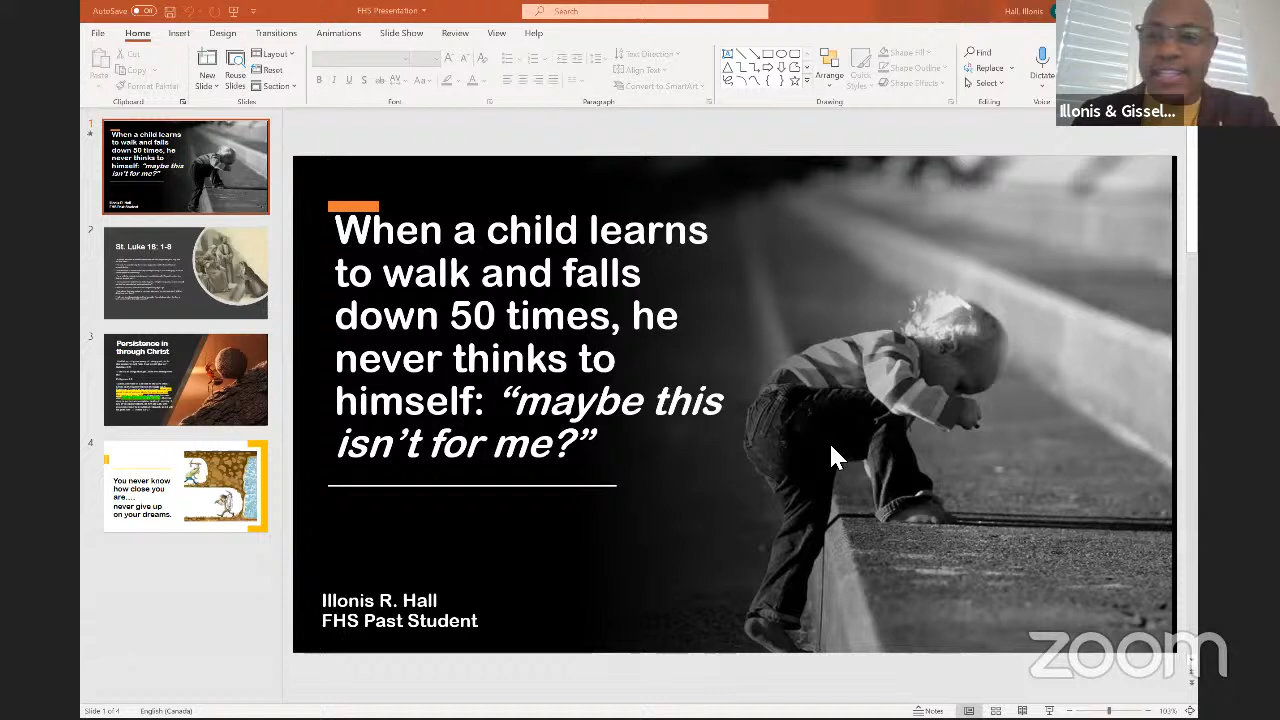 AutoSave Off
FHS Presentation
Search
Hall, Illonis
File Home Insert Design Transitions Animations Slide Show Review View Help
Paste
Cut
Copy
Format Painter
Clipboard
New Slide
Reuse Slides
Layout
Reset
Section
Slides
Font
Text Direction
Align Text
Convert to SmartArt
Paragraph
Arrange
Quick Styles
Shape Fill
Shape Outline
Shape Effects
Drawing
Find
Replace
Select
Editing
Dictate
Voice
Illonis & Gissel...
1
When a child learns
to walk and falls
down 50 times, he
never thinks to
himself: “maybe this
isn’t for me?”
Illonis R. Hall
FHS Past Student
2
St. Luke 18: 1-8
3
Persistence in
through Christ
4
You never know
how close you
are....
never give up
on your dreams.
When a child learns
to walk and falls
down 50 times, he
never thinks to
himself: “maybe this
isn’t for me?”
Illonis R. Hall
FHS Past Student
zoom
Slide 1 of 4 English (Canada) Notes 103%